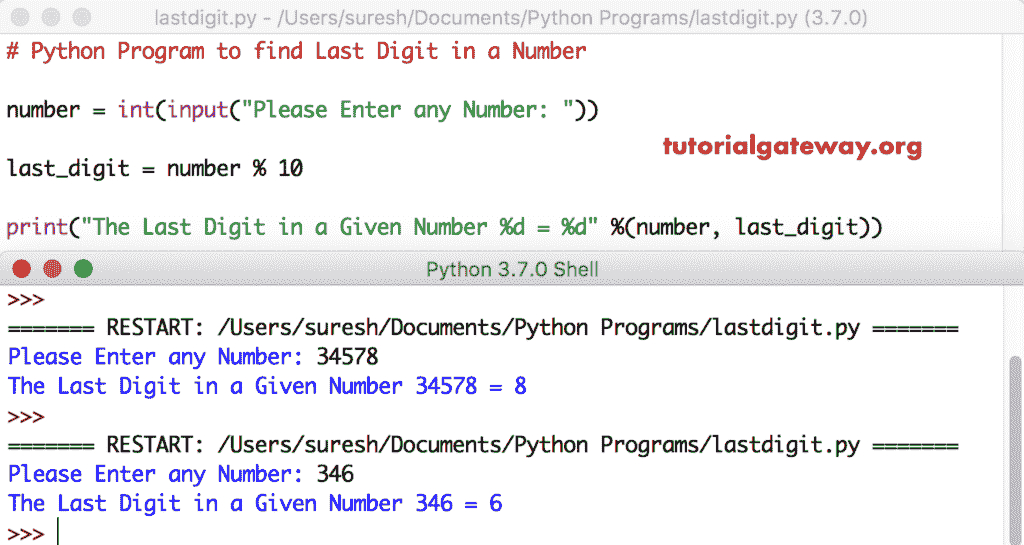 lastdigit.py - /Users/suresh/Documents/Python Programs/lastdigit.py (3.7.0)
# Python Program to find Last Digit in a Number
number = int(input("Please Enter any Number: "))
tutorialgateway.org
last_digit = number % 10
print("The Last Digit in a Given Number %d = %d" %(number, last_digit))
Python 3.7.0 Shell
>>>
======= RESTART: /Users/suresh/Documents/Python Programs/lastdigit.py =======
Please Enter any Number: 34578
The Last Digit in a Given Number 34578 = 8
>>>
======= RESTART: /Users/suresh/Documents/Python Programs/lastdigit.py =======
Please Enter any Number: 346
The Last Digit in a Given Number 346 = 6
>>>